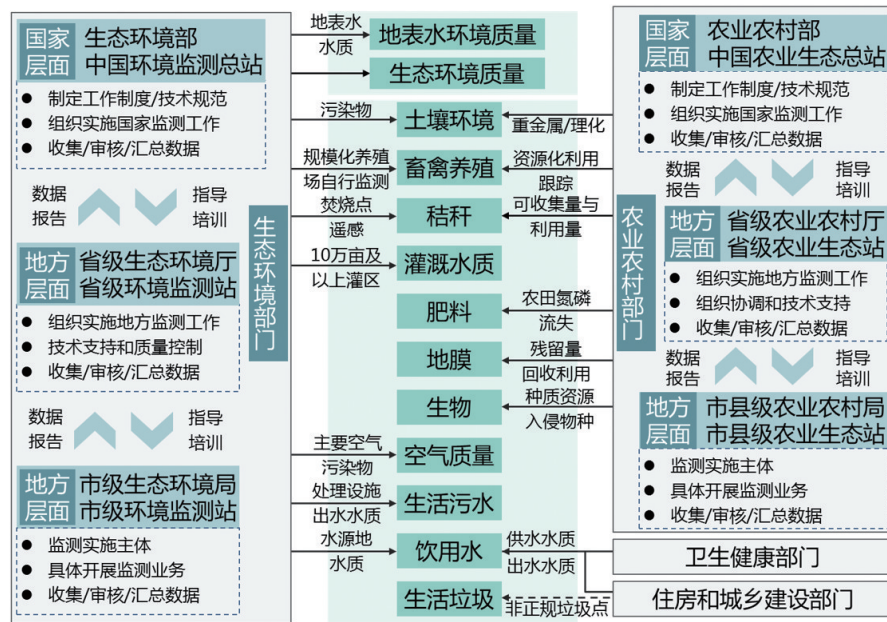 国家
层面
生态环境部
中国环境监测总站
● 制定工作制度/技术规范
● 组织实施国家监测工作
● 收集/审核/汇总数据
数据
报告
指导
培训
地方
层面
省级生态环境厅
省级环境监测站
● 组织实施地方监测工作
● 技术支持和质量控制
● 收集/审核/汇总数据
数据
报告
指导
培训
地方
层面
市级生态环境局
市级环境监测站
● 监测实施主体
● 具体开展监测业务
● 收集/审核/汇总数据
生态环境部门
地表水
水质
地表水环境质量
生态环境质量
污染物
土壤环境
重金属/理化
规模化养殖
场自行监测
畜禽养殖
资源化利用
跟踪
焚烧点
遥感
秸秆
可收集量与
利用量
10万亩及
以上灌区
灌溉水质
肥料
农田氮磷
流失
地膜
残留量
回收利用
生物
种质资源
入侵物种
主要空气
污染物
空气质量
处理设施
出水水质
生活污水
水源地
水质
饮用水
供水水质
出水水质
生活垃圾
非正规垃圾点
农业农村部门
国家
层面
农业农村部
中国农业生态总站
● 制定工作制度/技术规范
● 组织实施国家监测工作
● 收集/审核/汇总数据
数据
报告
指导
培训
地方
层面
省级农业农村厅
省级农业生态站
● 组织实施地方监测工作
● 组织协调和技术支持
● 收集/审核/汇总数据
数据
报告
指导
培训
地方
层面
市县级农业农村局
市县级农业生态站
● 监测实施主体
● 具体开展监测业务
● 收集/审核/汇总数据
卫生健康部门
住房和城乡建设部门